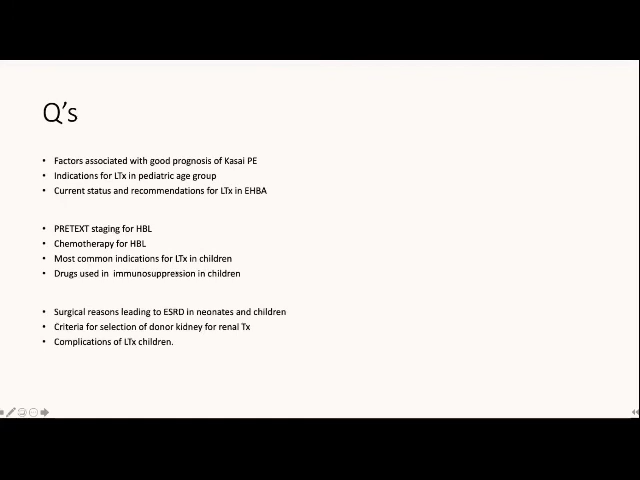 Q's
• Factors associated with good prognosis of Kasai PE
• Indications for LTx in pediatric age group
• Current status and recommendations for LTx in EHBA
• PRETEXT staging for HBL
• Chemotherapy for HBL
• Most common indications for LTx in children
• Drugs used in immunosuppression in children
• Surgical reasons leading to ESRD in neonates and children
• Criteria for selection of donor kidney for renal Tx
• Complications of LTx children.